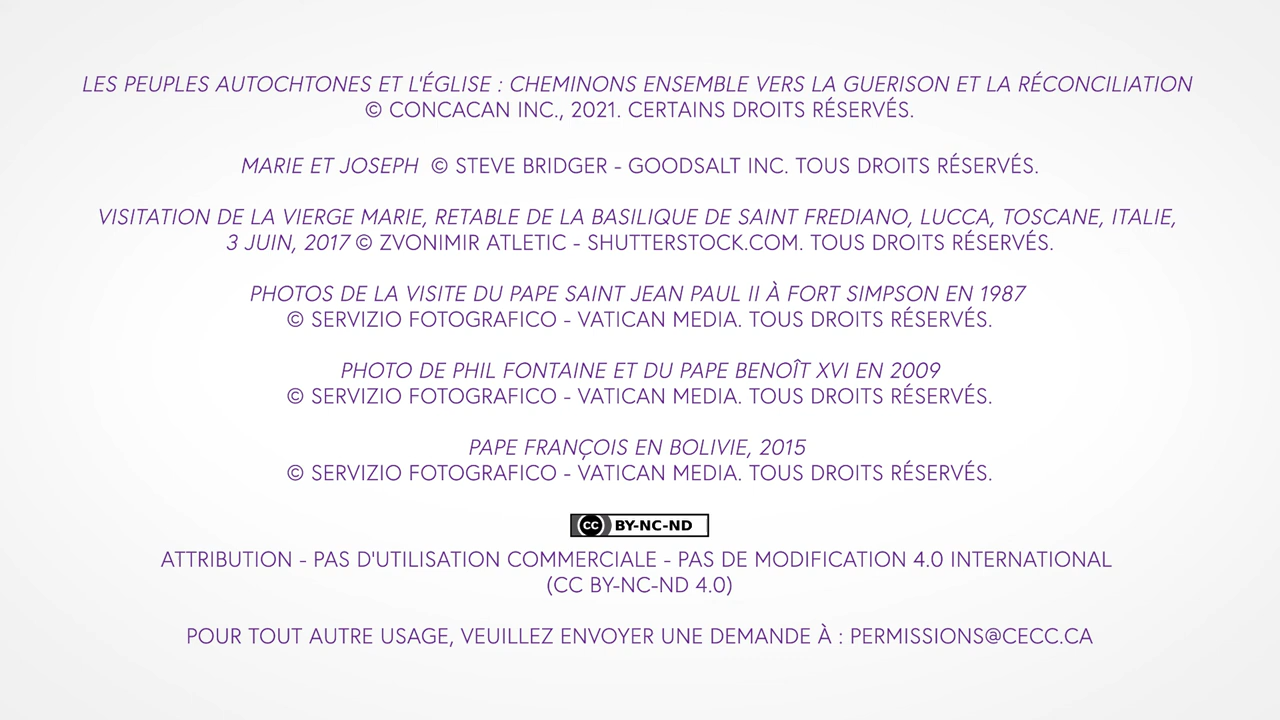 LES PEUPLES AUTOCHTONES ET L'ÉGLISE : CHEMINONS ENSEMBLE VERS LA GUERISON ET LA RÉCONCILIATION
© CONCACAN INC., 2021. CERTAINS DROITS RÉSERVÉS.
MARIE ET JOSEPH © STEVE BRIDGER - GOODSALT INC. TOUS DROITS RÉSERVÉS.
VISITATION DE LA VIERGE MARIE, RETABLE DE LA BASILIQUE DE SAINT FREDIANO, LUCCA, TOSCANE, ITALIE,
3 JUIN, 2017 © ZVONIMIR ATLETIC - SHUTTERSTOCK.COM. TOUS DROITS RÉSERVÉS.
PHOTOS DE LA VISITE DU PAPE SAINT JEAN PAUL II À FORT SIMPSON EN 1987
© SERVIZIO FOTOGRAFICO - VATICAN MEDIA. TOUS DROITS RÉSERVÉS.
PHOTO DE PHIL FONTAINE ET DU PAPE BENOÎT XVI EN 2009
© SERVIZIO FOTOGRAFICO - VATICAN MEDIA. TOUS DROITS RÉSERVÉS.
PAPE FRANÇOIS EN BOLIVIE, 2015
© SERVIZIO FOTOGRAFICO - VATICAN MEDIA. TOUS DROITS RÉSERVÉS.
CC BY-NC-ND
ATTRIBUTION - PAS D'UTILISATION COMMERCIALE - PAS DE MODIFICATION 4.0 INTERNATIONAL
(CC BY-NC-ND 4.0)
POUR TOUT AUTRE USAGE, VEUILLEZ ENVOYER UNE DEMANDE À : PERMISSIONS@CECC.CA